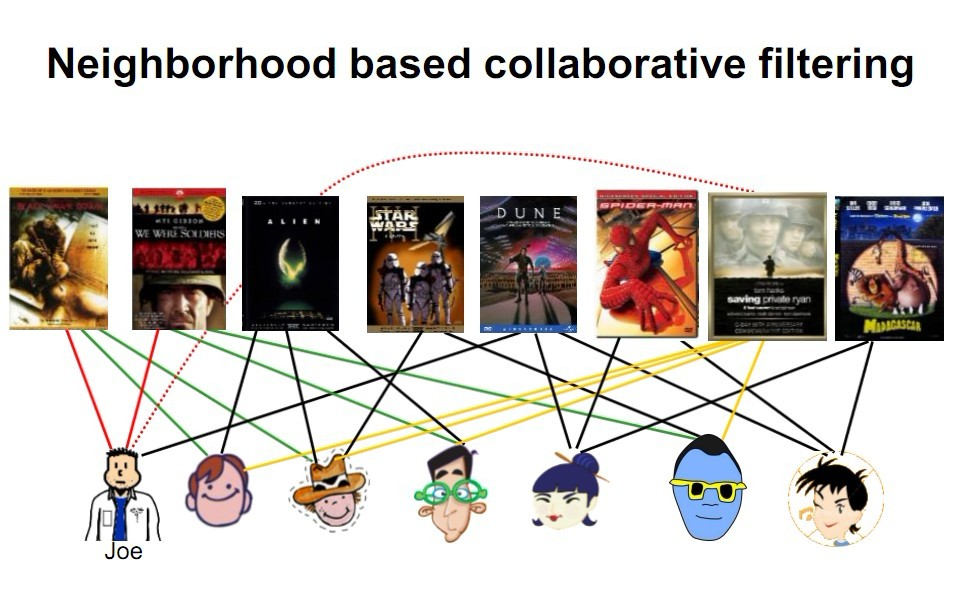 Neighborhood based collaborative filtering
BLACK HAWK DOWN
MEL GIBSON
WE WERE SOLDIERS
ALIEN
STAR
WARS
DUNE
SPIDER-MAN
tom hanks
saving private ryan
MADAGASCAR
Joe